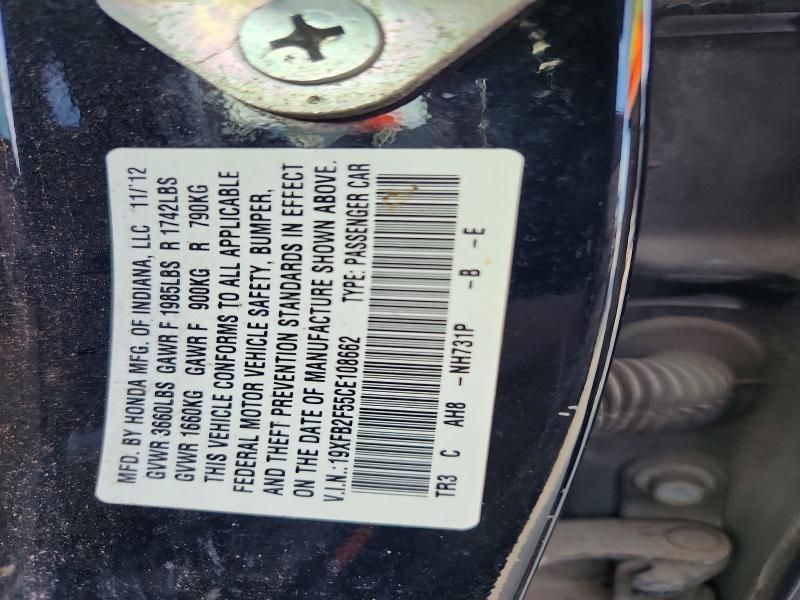 MFD. BY HONDA MFG. OF INDIANA, LLC 11/'12
GVWR 3660LBS GAWR F 1985LBS R 1742LBS
GVWR 1660KG GAWR F 900KG R 790KG
THIS VEHICLE CONFORMS TO ALL APPLICABLE
FEDERAL MOTOR VEHICLE SAFETY, BUMPER,
AND THEFT PREVENTION STANDARDS IN EFFECT
ON THE DATE OF MANUFACTURE SHOWN ABOVE.
V.I.N.: 19XFB2F55CE108662 TYPE: PASSENGER CAR
TR3 C AH8 -NH731P -B -E